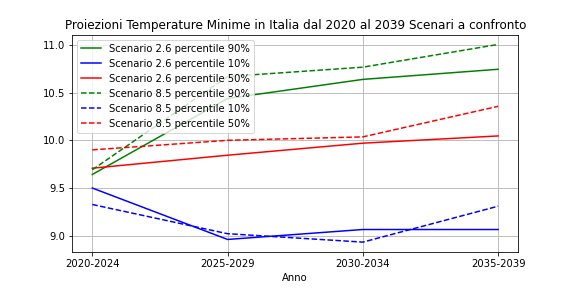 Proiezioni Temperature Minime in Italia dal 2020 al 2039 Scenari a confronto
11.0
10.5
10.0
9.5
9.0
Scenario 2.6 percentile 90%
Scenario 2.6 percentile 10%
Scenario 2.6 percentile 50%
Scenario 8.5 percentile 90%
Scenario 8.5 percentile 10%
Scenario 8.5 percentile 50%
2020-2024 2025-2029 2030-2034 2035-2039
Anno